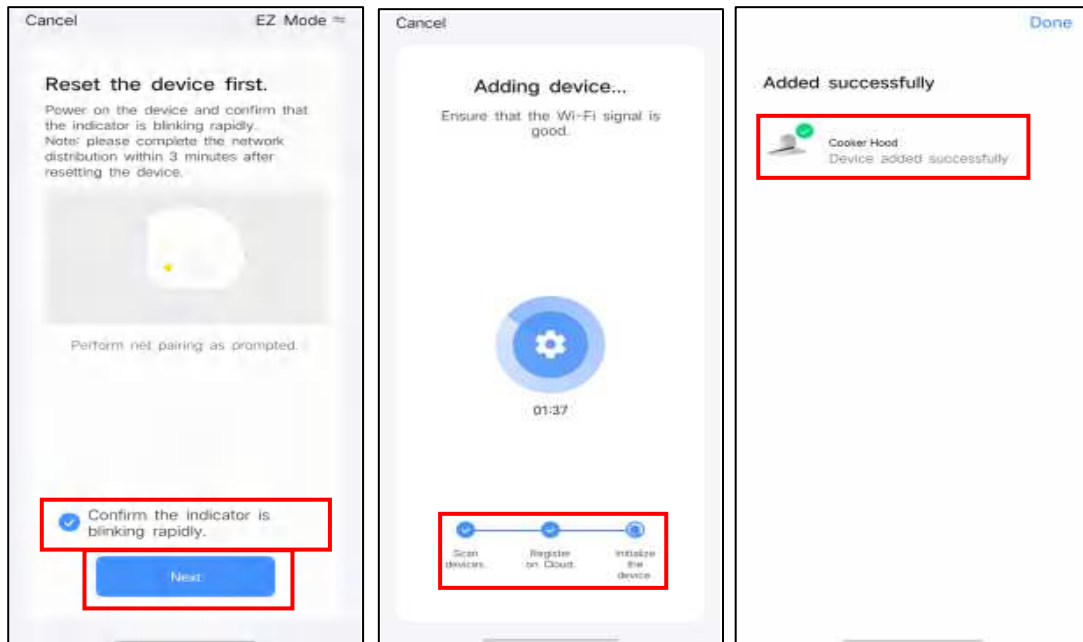 Cancel
EZ Mode
Reset the device first.
Power on the device and confirm that
the indicator is blinking rapidly.
Note: please complete the network
distribution within 3 minutes after
resetting the device.
Perform net pairing as prompted.
Confirm the indicator is
blinking rapidly.
Next
Cancel
Adding device...
Ensure that the Wi-Fi signal is
good.
01:37
Scan
devices.
Register
on Cloud.
Initialize
the
device.
Done
Added successfully
Cooker Hood
Device added successfully